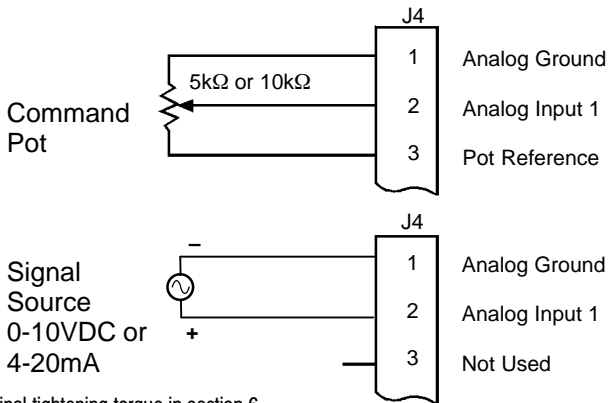 J4
1 Analog Ground
5kΩ or 10kΩ
Command
Pot
2 Analog Input 1
3 Pot Reference
J4
–
1 Analog Ground
Signal
Source
0-10VDC or
4-20mA
+
2 Analog Input 1
3 Not Used
inal tightening torque in section 6